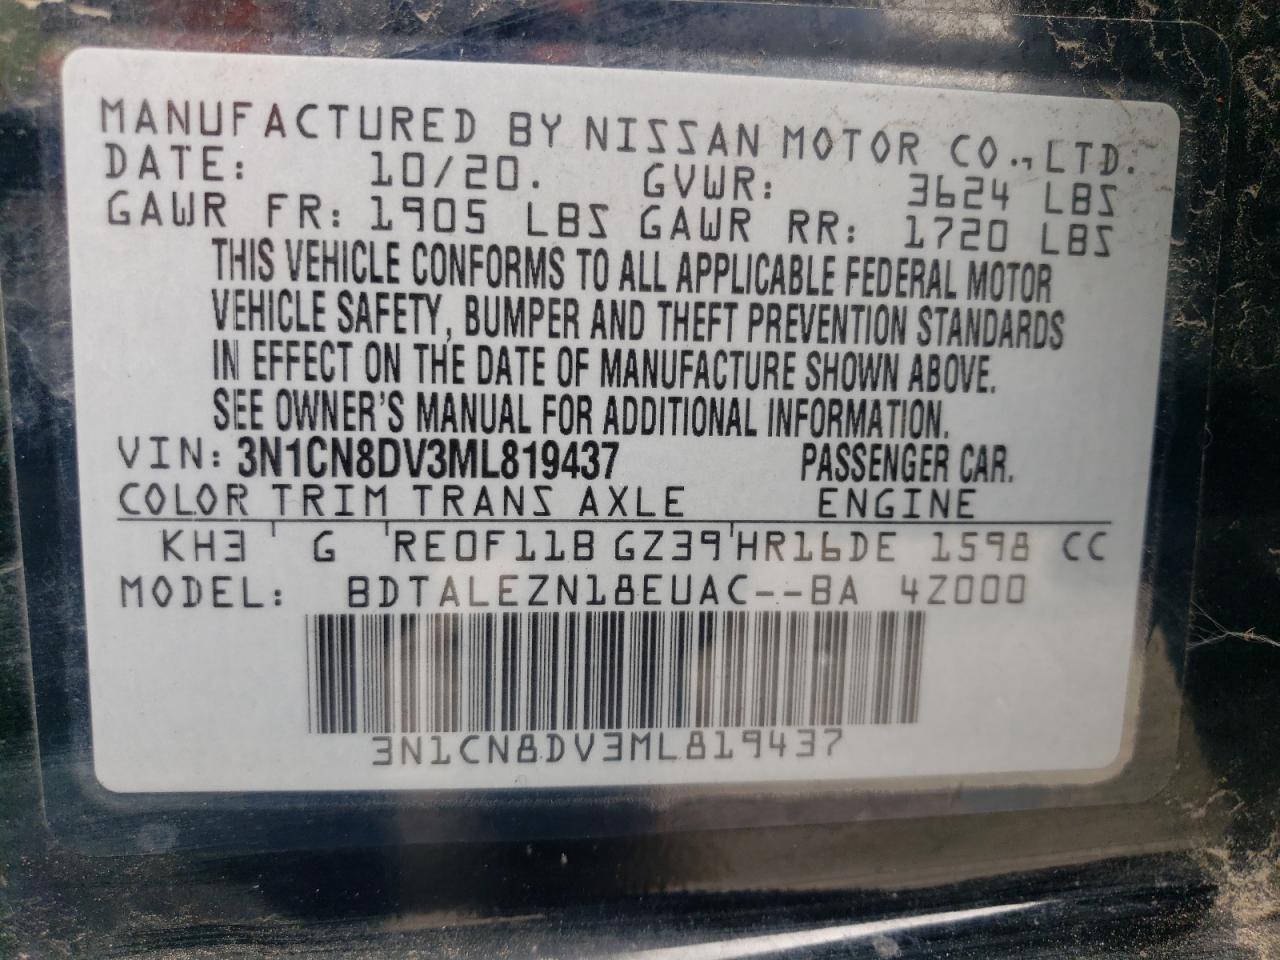 MANUFACTURED BY NISSAN MOTOR CO., LTD.
DATE: 10/20. GVWR: 3624 LBS
GAWR FR: 1905 LBS GAWR RR: 1720 LBS
THIS VEHICLE CONFORMS TO ALL APPLICABLE FEDERAL MOTOR
VEHICLE SAFETY, BUMPER AND THEFT PREVENTION STANDARDS
IN EFFECT ON THE DATE OF MANUFACTURE SHOWN ABOVE.
SEE OWNER'S MANUAL FOR ADDITIONAL INFORMATION.
VIN: 3N1CN8DV3ML819437 PASSENGER CAR.
COLOR TRIM TRANS AXLE ENGINE
KH3 G RE0F11B GZ39 HR16DE 1598 CC
MODEL: BDTALEZN18EUAC--BA 4Z000
3N1CN8DV3ML819437